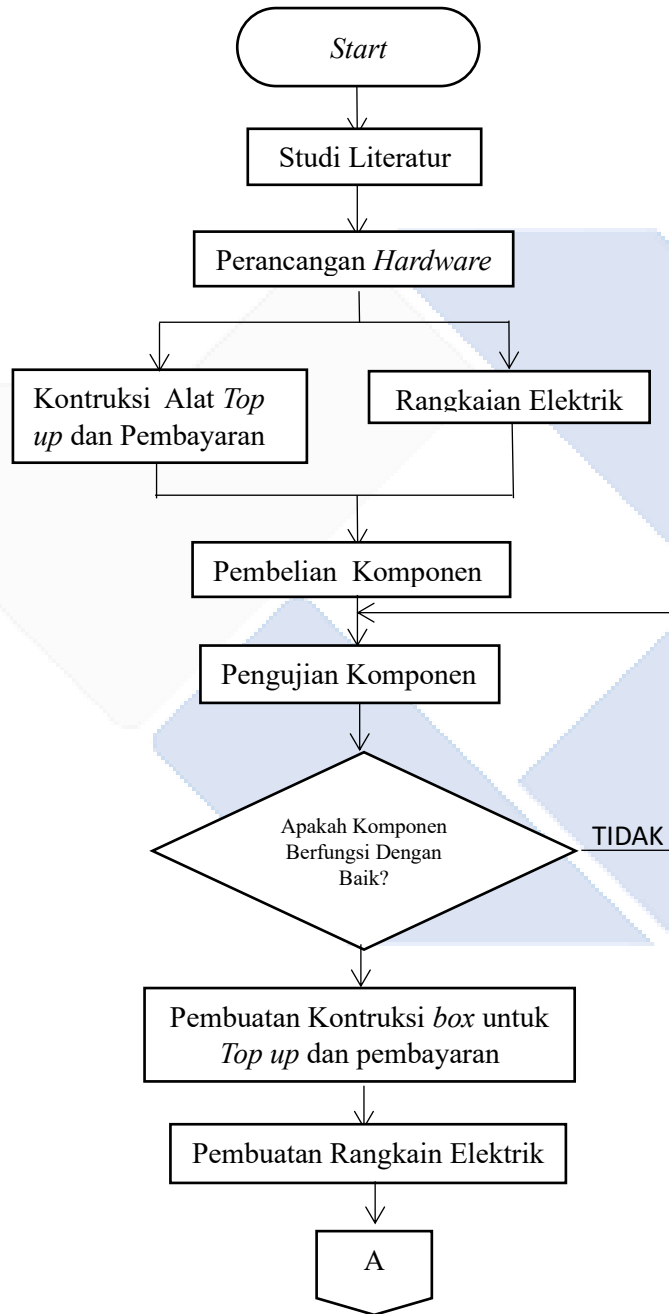 Start
Studi Literatur
Perancangan Hardware
Kontruksi Alat Top
up dan Pembayaran
Rangkaian Elektrik
Pembelian Komponen
Pengujian Komponen
Apakah Komponen
Berfungsi Dengan
Baik?
TIDAK
Pembuatan Kontruksi box untuk
Top up dan pembayaran
Pembuatan Rangkain Elektrik
A